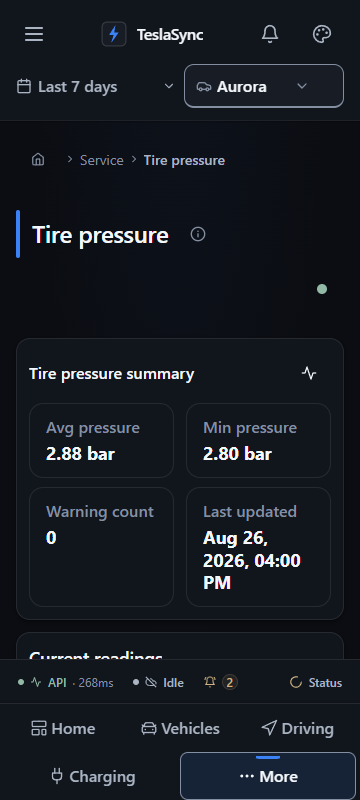 TeslaSync
Last 7 days
Aurora
Service
Tire pressure
Tire pressure
Tire pressure summary
Avg pressure
2.88 bar
Min pressure
2.80 bar
Warning count
0
Last updated
Aug 26,
2026, 04:00
PM
Current readings
API · 268ms
Idle
2
Status
Home
Vehicles
Driving
Charging
More